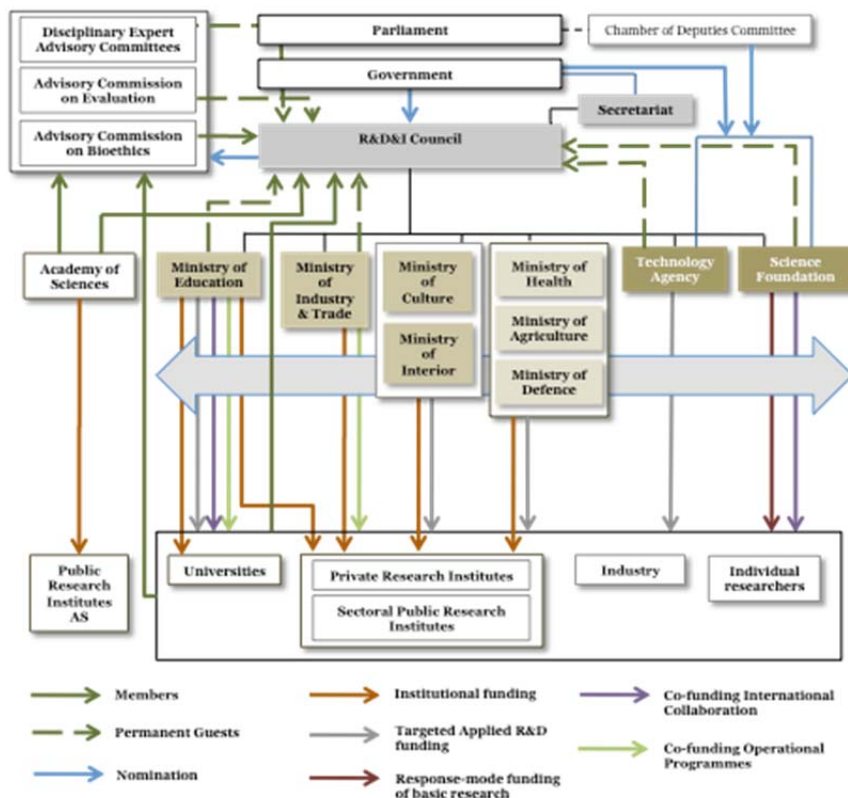 Disciplinary Expert
Advisory Committees
Advisory Commission
on Evaluation
Advisory Commission
on Bioethics
Parliament
Chamber of Deputies Committee
Government
Secretariat
R&D&I Council
Academy of
Sciences
Ministry of
Education
Ministry
of
Industry
& Trade
Ministry
of
Culture
Ministry
of
Interior
Ministry
of
Health
Ministry of
Agriculture
Ministry of
Defence
Technology
Agency
Science
Foundation
Public
Research
Institutes
AS
Universities
Private Research Institutes
Sectoral Public Research
Institutes
Industry
Individual
researchers
Members
Permanent Guests
Nomination
Institutional funding
Targeted Applied R&D
funding
Response-mode funding
of basic research
Co-funding International
Collaboration
Co-funding Operational
Programmes